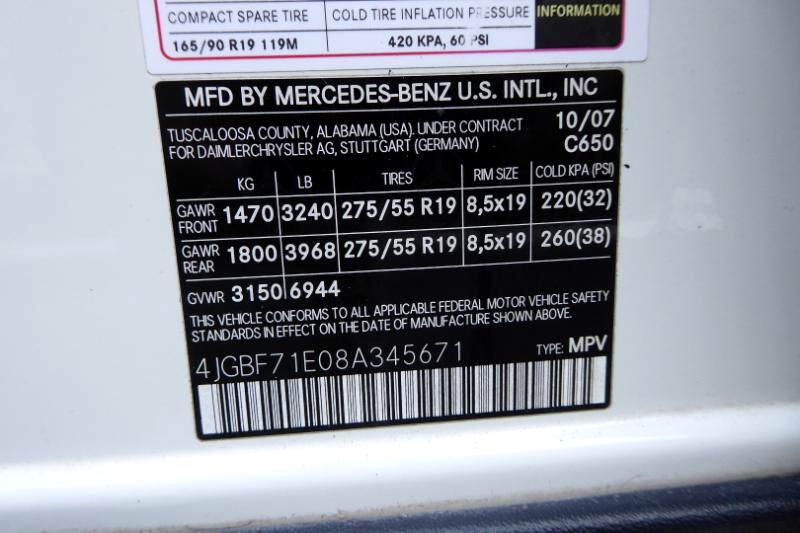 COMPACT SPARE TIRE COLD TIRE INFLATION PRESSURE INFORMATION
165/90 R19 119M 420 KPA, 60 PSI
MFD BY MERCEDES-BENZ U.S. INTL., INC
TUSCALOOSA COUNTY, ALABAMA (USA). UNDER CONTRACT 10/07
FOR DAIMLERCHRYSLER AG, STUTTGART (GERMANY) C650
KG LB TIRES RIM SIZE COLD KPA (PSI)
GAWR FRONT 1470 3240 275/55 R19 8,5x19 220(32)
GAWR REAR 1800 3968 275/55 R19 8,5x19 260(38)
GVWR 3150 6944
THIS VEHICLE CONFORMS TO ALL APPLICABLE FEDERAL MOTOR VEHICLE SAFETY
STANDARDS IN EFFECT ON THE DATE OF MANUFACTURE SHOWN ABOVE.
4JGBF71E08A345671 TYPE: MPV